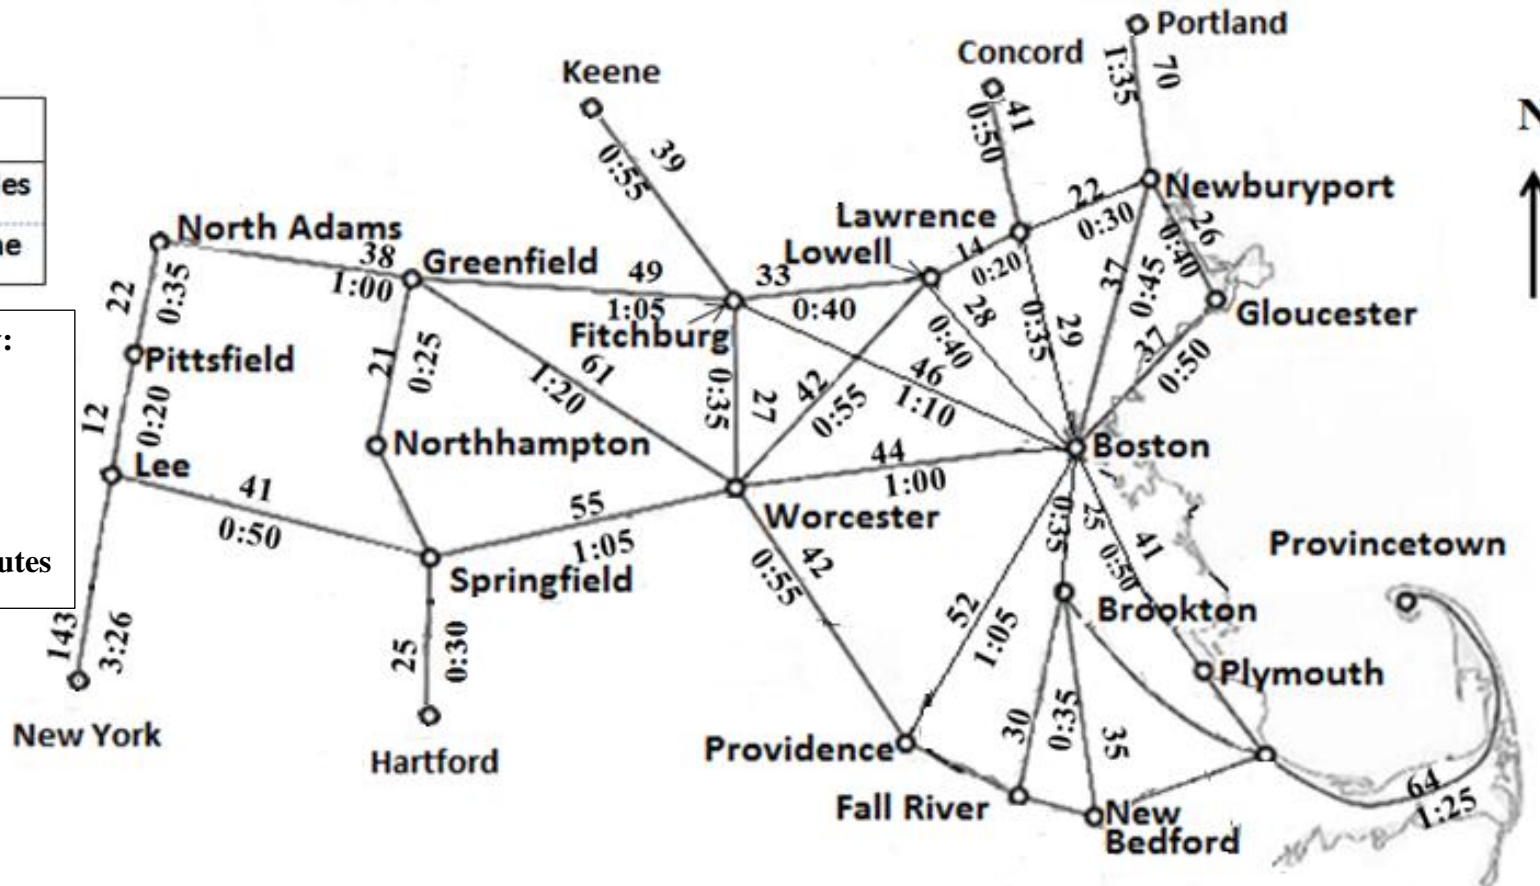 Portland
Concord
Keene
1:35
70
N
41
0:50
39
0:55
es
22
Newburyport
Lawrence
0:30
26
North Adams
Lowell
14
0:40
38
Greenfield
49
33
0:20
37
0:45
1:00
1:05
0:40
28
Gloucester
22
0:35
Fitchburg
0:35
29
37
0:50
:
Pittsfield
21
0:25
61
1:20
0:40
46
1:10
12
0:20
0:35
27
42
0:55
Northhampton
44
Boston
Lee
1:00
41
55
Worcester
0:35
25
41
0:50
1:05
0:50
Provincetown
utes
Springfield
0:55
42
52
1:05
Brookton
143
3:26
25
0:30
Plymouth
New York
30
0:35
35
Hartford
Providence
Fall River
New
Bedford
64
1:25